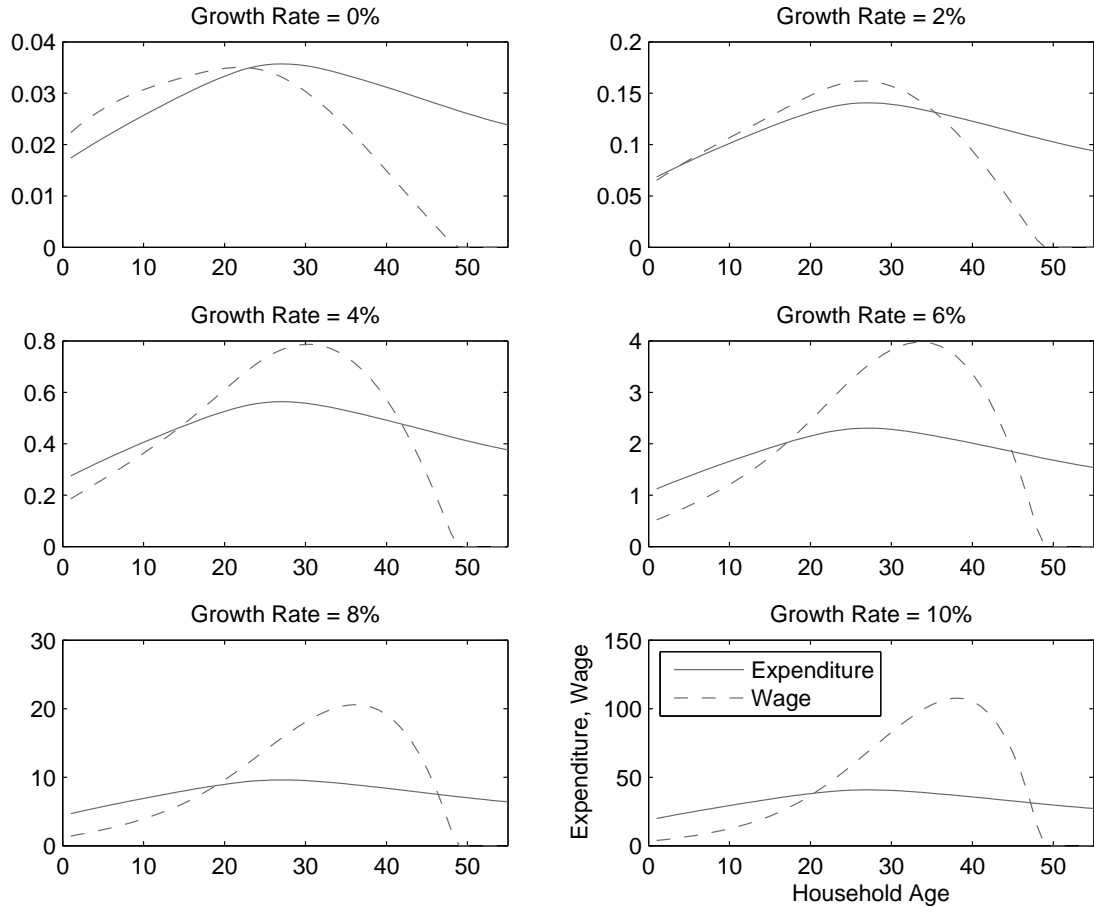 Growth Rate = 0%
0.04
0.03
0.02
0.01
0
0 10 20 30 40 50
Growth Rate = 2%
0.2
0.15
0.1
0.05
0
0 10 20 30 40 50
Growth Rate = 4%
0.8
0.6
0.4
0.2
0
0 10 20 30 40 50
Growth Rate = 6%
4
3
2
1
0
0 10 20 30 40 50
Growth Rate = 8%
30
20
10
0
0 10 20 30 40 50
Growth Rate = 10%
Expenditure, Wage
150
100
50
0
Expenditure
Wage
0 10 20 30 40 50
Household Age